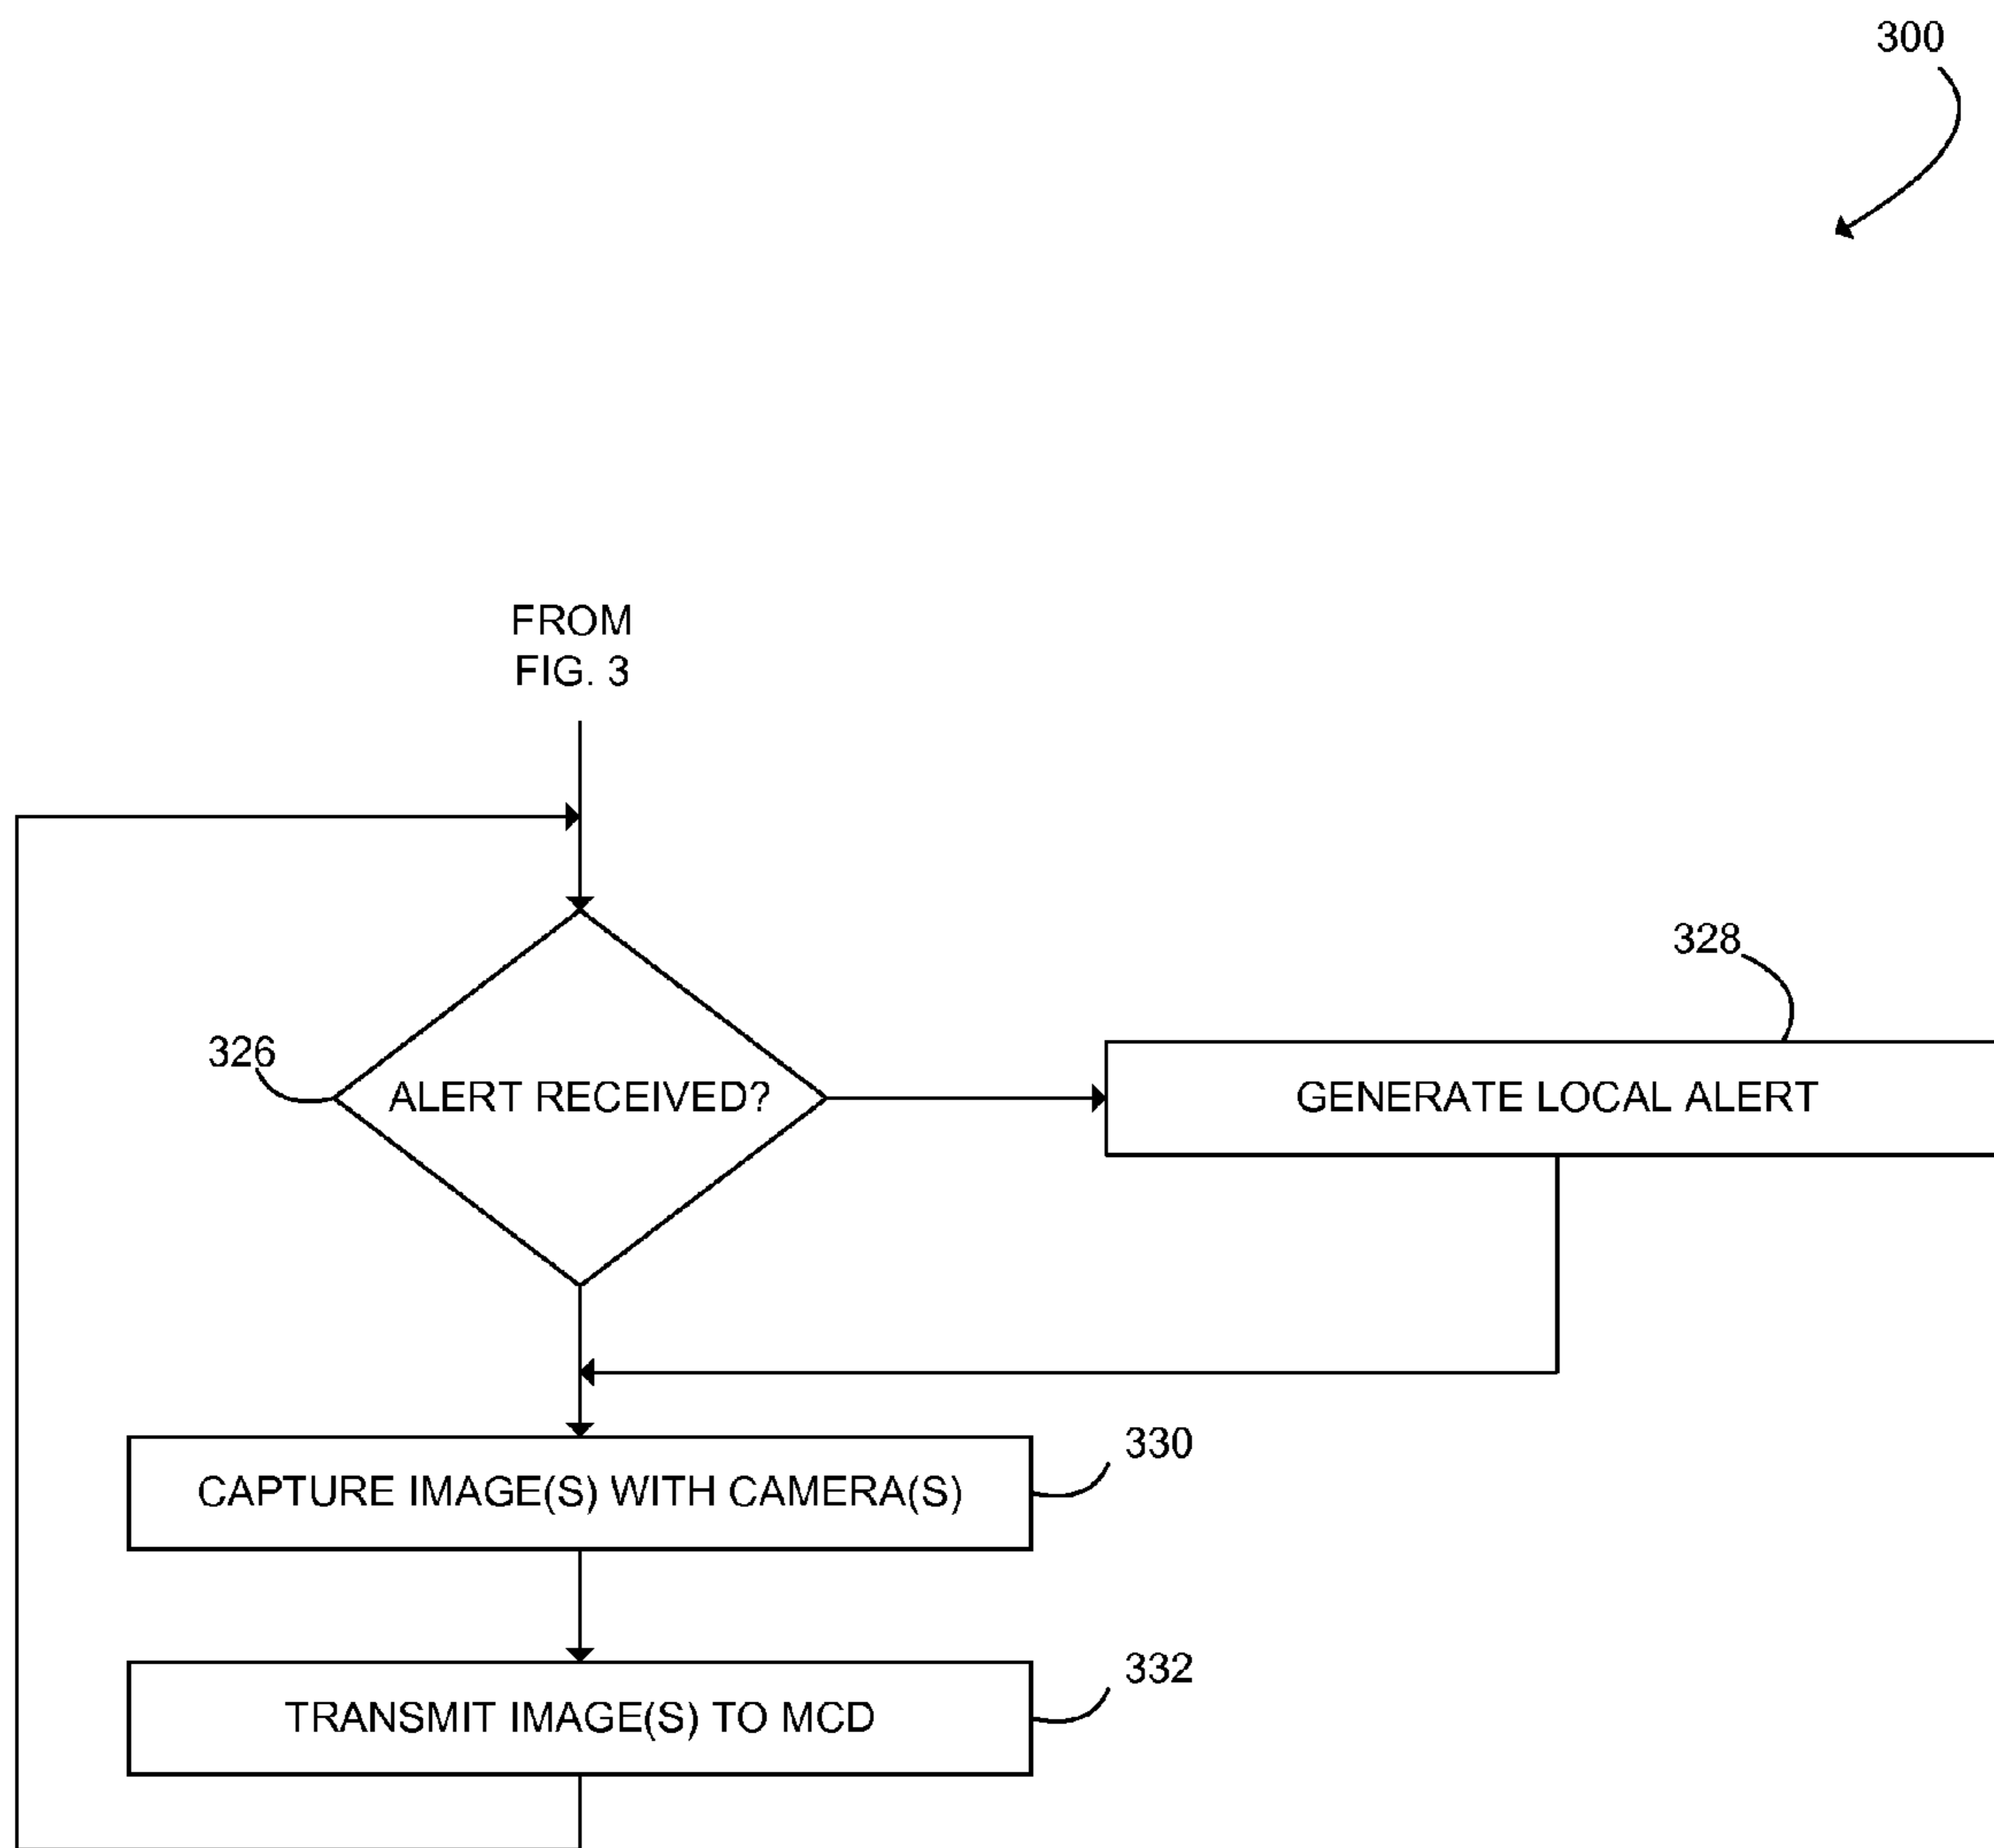 300
FROM
FIG. 3
328
326
ALERT RECEIVED?
GENERATE LOCAL ALERT
330
CAPTURE IMAGE(S) WITH CAMERA(S)
332
TRANSMIT IMAGE(S) TO MCD